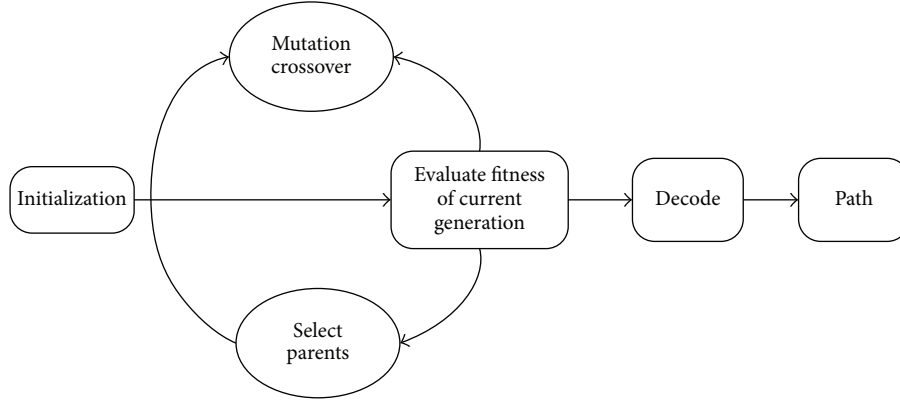 Mutation
crossover
Initialization
Evaluate fitness
of current
generation
Decode
Path
Select
parents